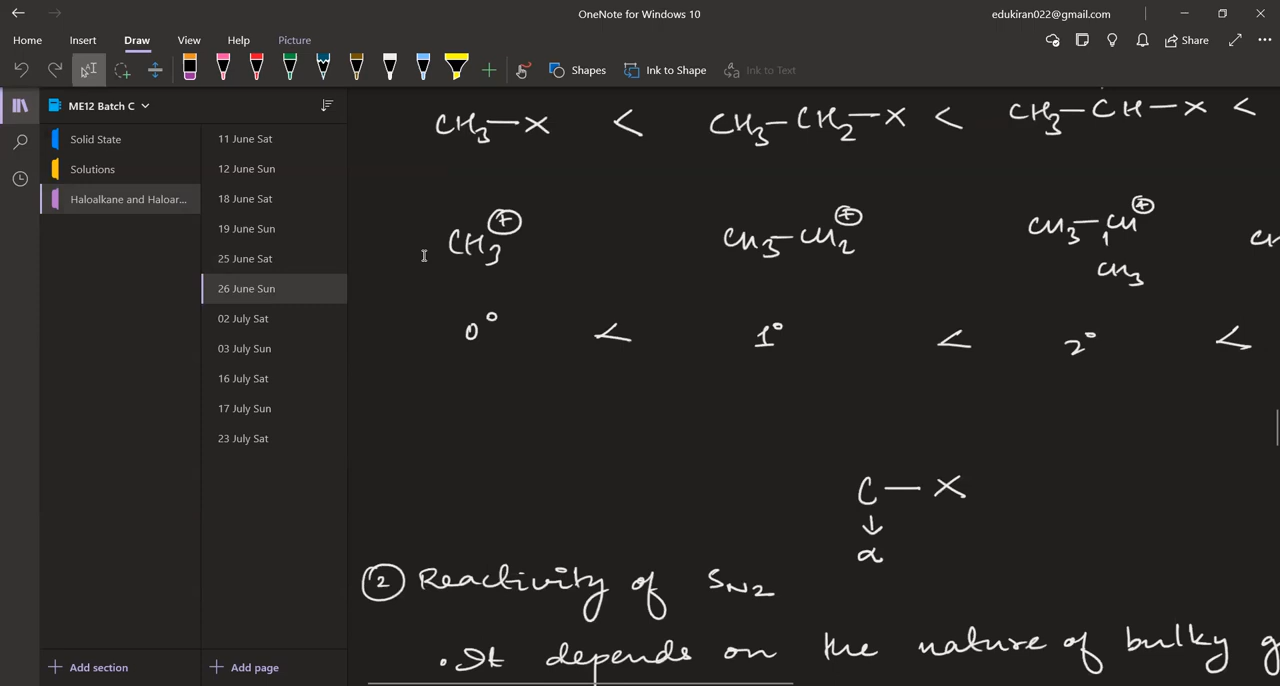 OneNote for Windows 10
edukiran022@gmail.com
Home Insert Draw View Help Picture
Share
Shapes Ink to Shape Ink to Text
ME12 Batch C
Solid State
Solutions
Haloalkane and Haloar...
11 June Sat
12 June Sun
18 June Sat
19 June Sun
25 June Sat
26 June Sun
02 July Sat
03 July Sun
16 July Sat
17 July Sun
23 July Sat
Add section
Add page
CH3—X < CH3—CH2—X < CH3—CH—X <
CH3⊕ CH3—CH2⊕ CH3—CH⊕ CH
CH3
0° < 1° < 2° <
C — X
↓
α
② Reactivity of SN2
• It depends on the nature of bulky g